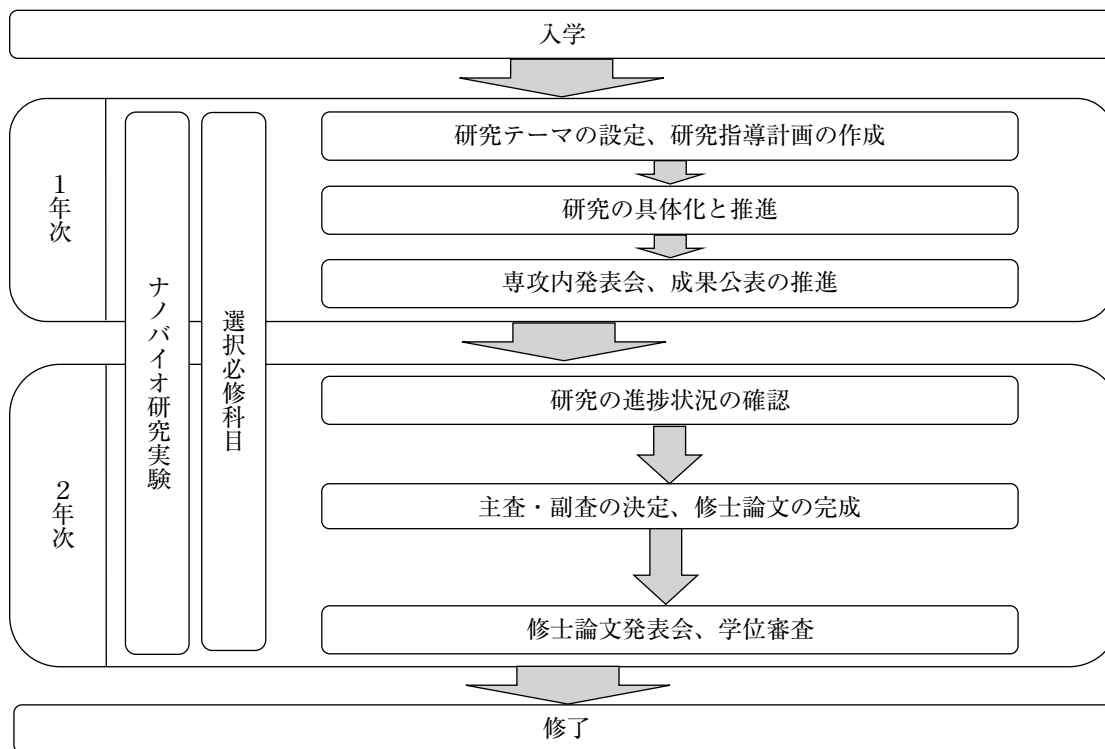 入学
1年次
ナノバイオ研究実験
選択必修科目
研究テーマの設定、研究指導計画の作成
研究の具体化と推進
専攻内発表会、成果公表の推進
2年次
研究の進捗状況の確認
主査・副査の決定、修士論文の完成
修士論文発表会、学位審査
修了